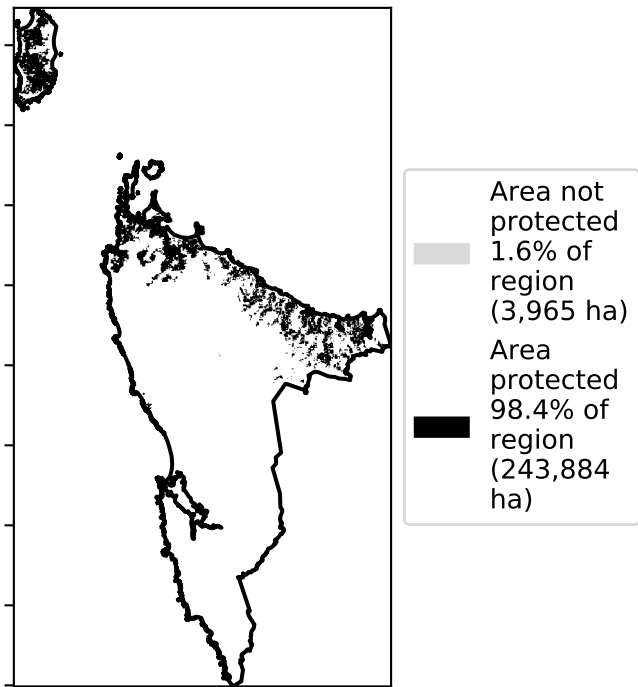 Area not
protected
1.6% of
region
(3,965 ha)
Area
protected
98.4% of
region
(243,884
ha)